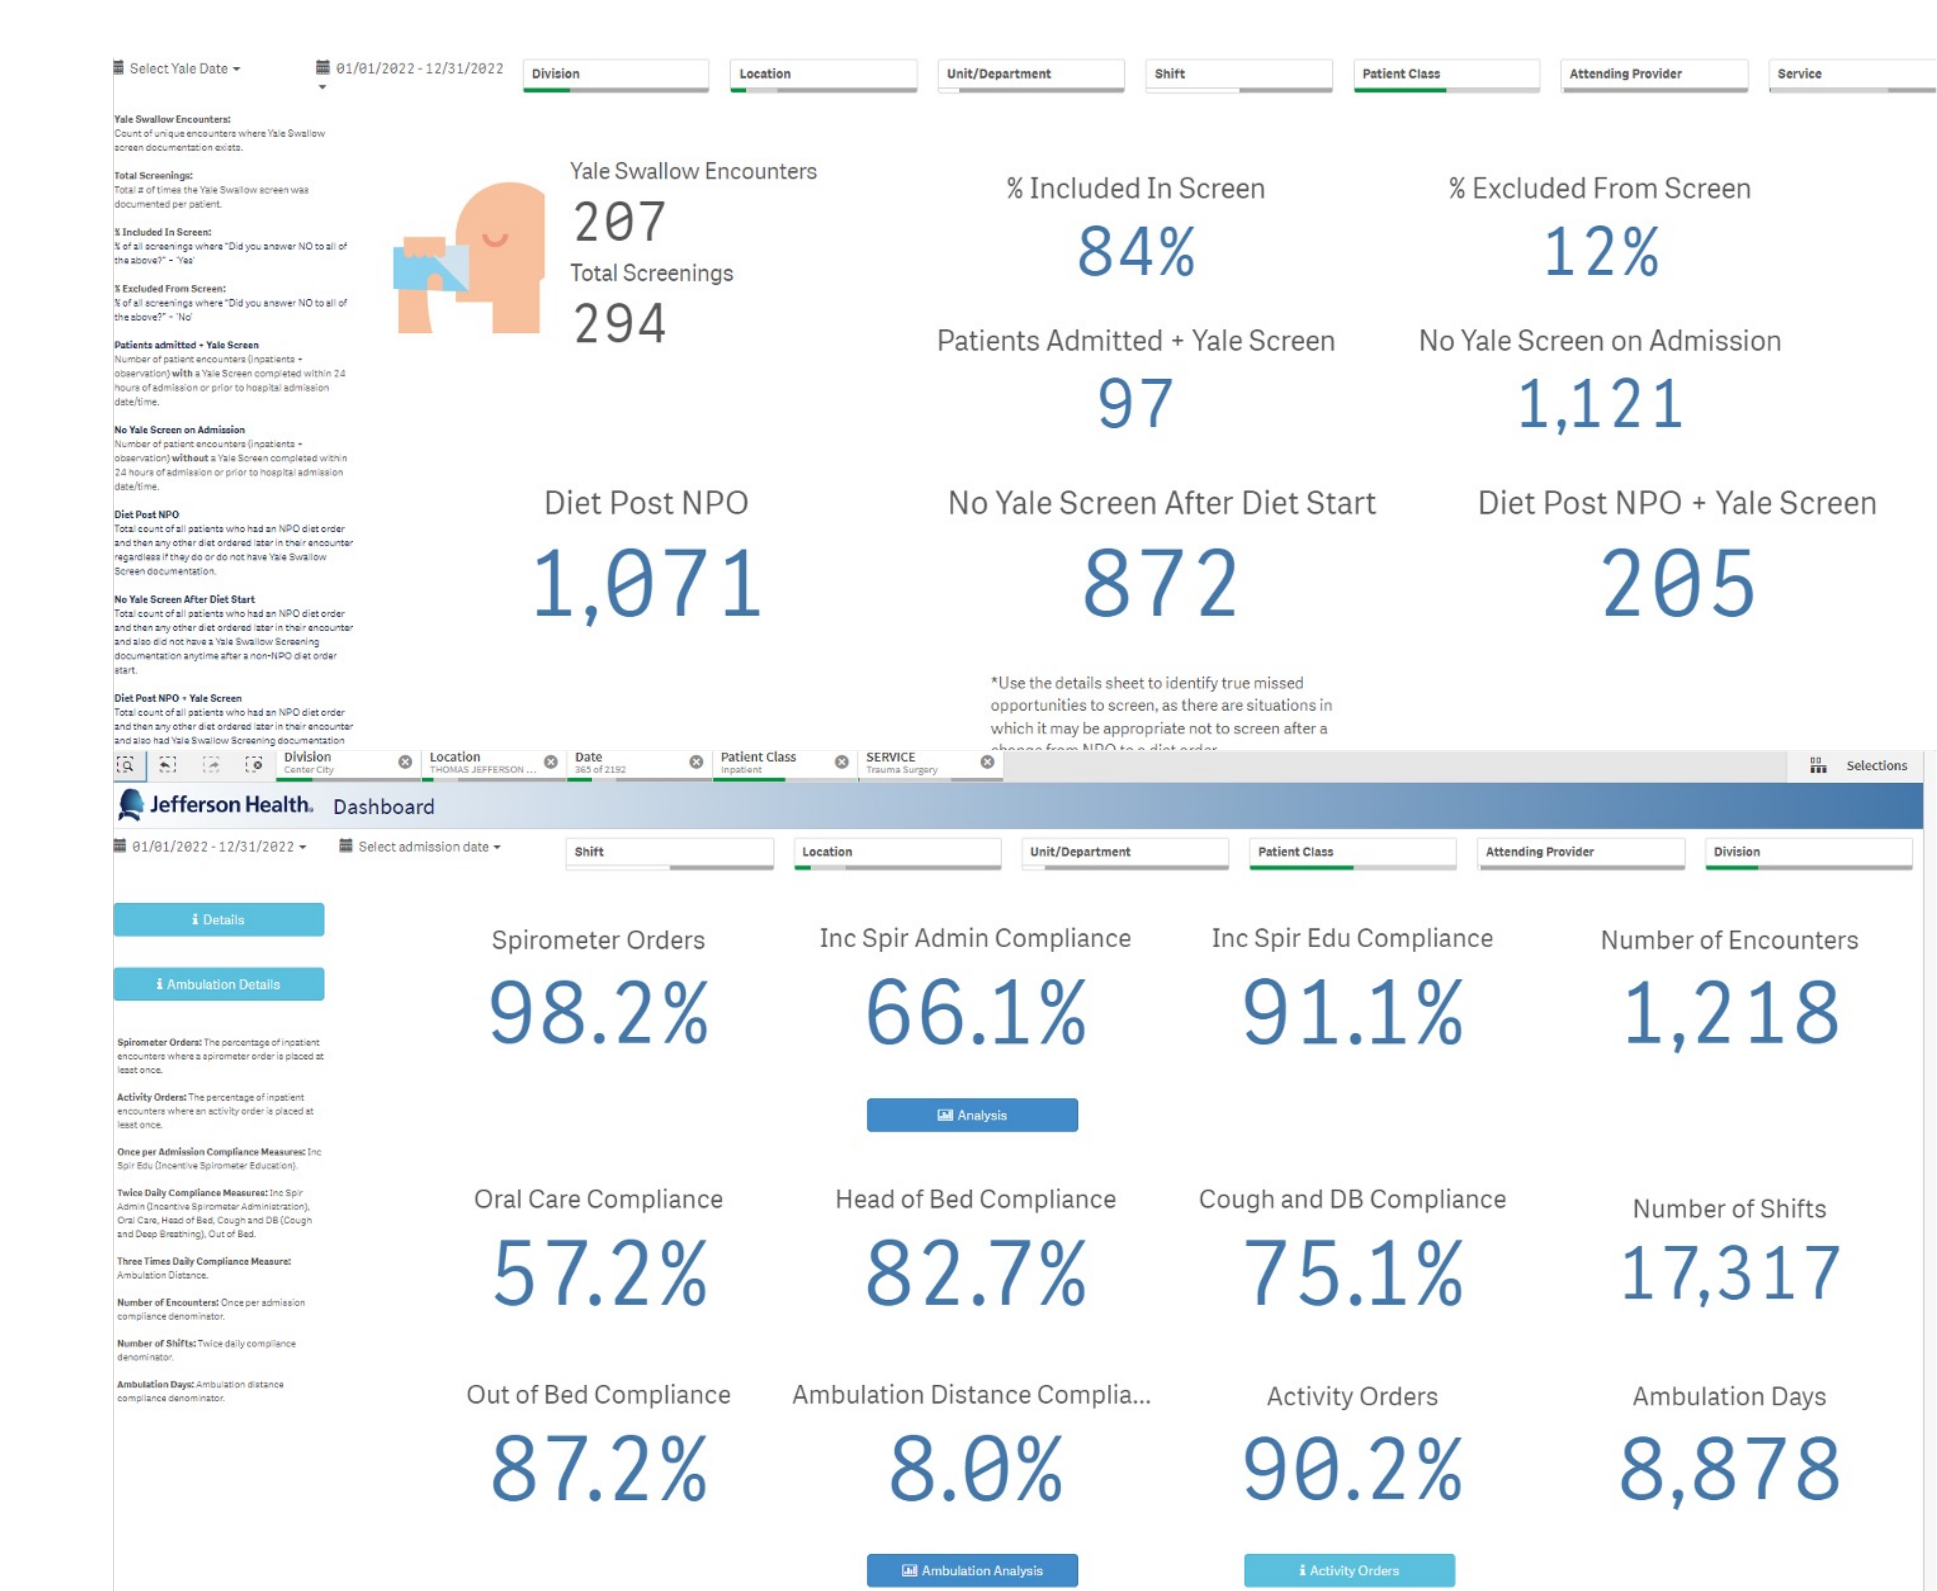 Select Yale Date
01/01/2022 - 12/31/2022
Division
Location
Unit/Department
Shift
Patient Class
Attending Provider
Service
Yale Swallow Encounters:
Count of unique encounters where Yale Swallow
screen documentation exists.
Total Screenings:
Total # of times the Yale Swallow screen was
documented per patient.
% Included In Screen:
% of all screenings where "Did you answer NO to all of
the above?" = 'Yes'
% Excluded From Screen:
% of all screenings where "Did you answer NO to all of
the above?" = 'No'
Patients admitted + Yale Screen
Number of patient encounters (inpatients +
observation) with a Yale Screen completed within 24
hours of admission or prior to hospital admission
date/time.
No Yale Screen on Admission
Number of patient encounters (inpatients +
observation) without a Yale Screen completed within
24 hours of admission or prior to hospital admission
date/time.
Diet Post NPO
Total count of all patients who had an NPO diet order
and then any other diet ordered later in their encounter
regardless if they do or do not have Yale Swallow
Screen documentation.
No Yale Screen After Diet Start
Total count of all patients who had an NPO diet order
and then any other diet ordered later in their encounter
and also did not have a Yale Swallow Screening
documentation anytime after a non-NPO diet order
start.
Diet Post NPO + Yale Screen
Total count of all patients who had an NPO diet order
and then any other diet ordered later in their encounter
and also had Yale Swallow Screening documentation
Yale Swallow Encounters
207
Total Screenings
294
% Included In Screen
84%
% Excluded From Screen
12%
Patients Admitted + Yale Screen
97
No Yale Screen on Admission
1,121
Diet Post NPO
1,071
No Yale Screen After Diet Start
872
Diet Post NPO + Yale Screen
205
*Use the details sheet to identify true missed
opportunities to screen, as there are situations in
which it may be appropriate not to screen after a
change from NPO to a diet order
Division
Center City
Location
THOMAS JEFFERSON ...
Date
365 of 2192
Patient Class
Inpatient
SERVICE
Trauma Surgery
Selections
Jefferson Health. Dashboard
01/01/2022 - 12/31/2022
Select admission date
Shift
Location
Unit/Department
Patient Class
Attending Provider
Division
i Details
i Ambulation Details
Spirometer Orders: The percentage of inpatient
encounters where a spirometer order is placed at
least once.
Activity Orders: The percentage of inpatient
encounters where an activity order is placed at
least once.
Once per Admission Compliance Measures: Inc
Spir Edu (Incentive Spirometer Education).
Twice Daily Compliance Measures: Inc Spir
Admin (Incentive Spirometer Administration),
Oral Care, Head of Bed, Cough and DB (Cough
and Deep Breathing), Out of Bed.
Three Times Daily Compliance Measure:
Ambulation Distance.
Number of Encounters: Once per admission
compliance denominator.
Number of Shifts: Twice daily compliance
denominator.
Ambulation Days: Ambulation distance
compliance denominator.
Spirometer Orders
98.2%
Inc Spir Admin Compliance
66.1%
Analysis
Inc Spir Edu Compliance
91.1%
Number of Encounters
1,218
Oral Care Compliance
57.2%
Head of Bed Compliance
82.7%
Cough and DB Compliance
75.1%
Number of Shifts
17,317
Out of Bed Compliance
87.2%
Ambulation Distance Complia...
8.0%
Ambulation Analysis
Activity Orders
90.2%
i Activity Orders
Ambulation Days
8,878